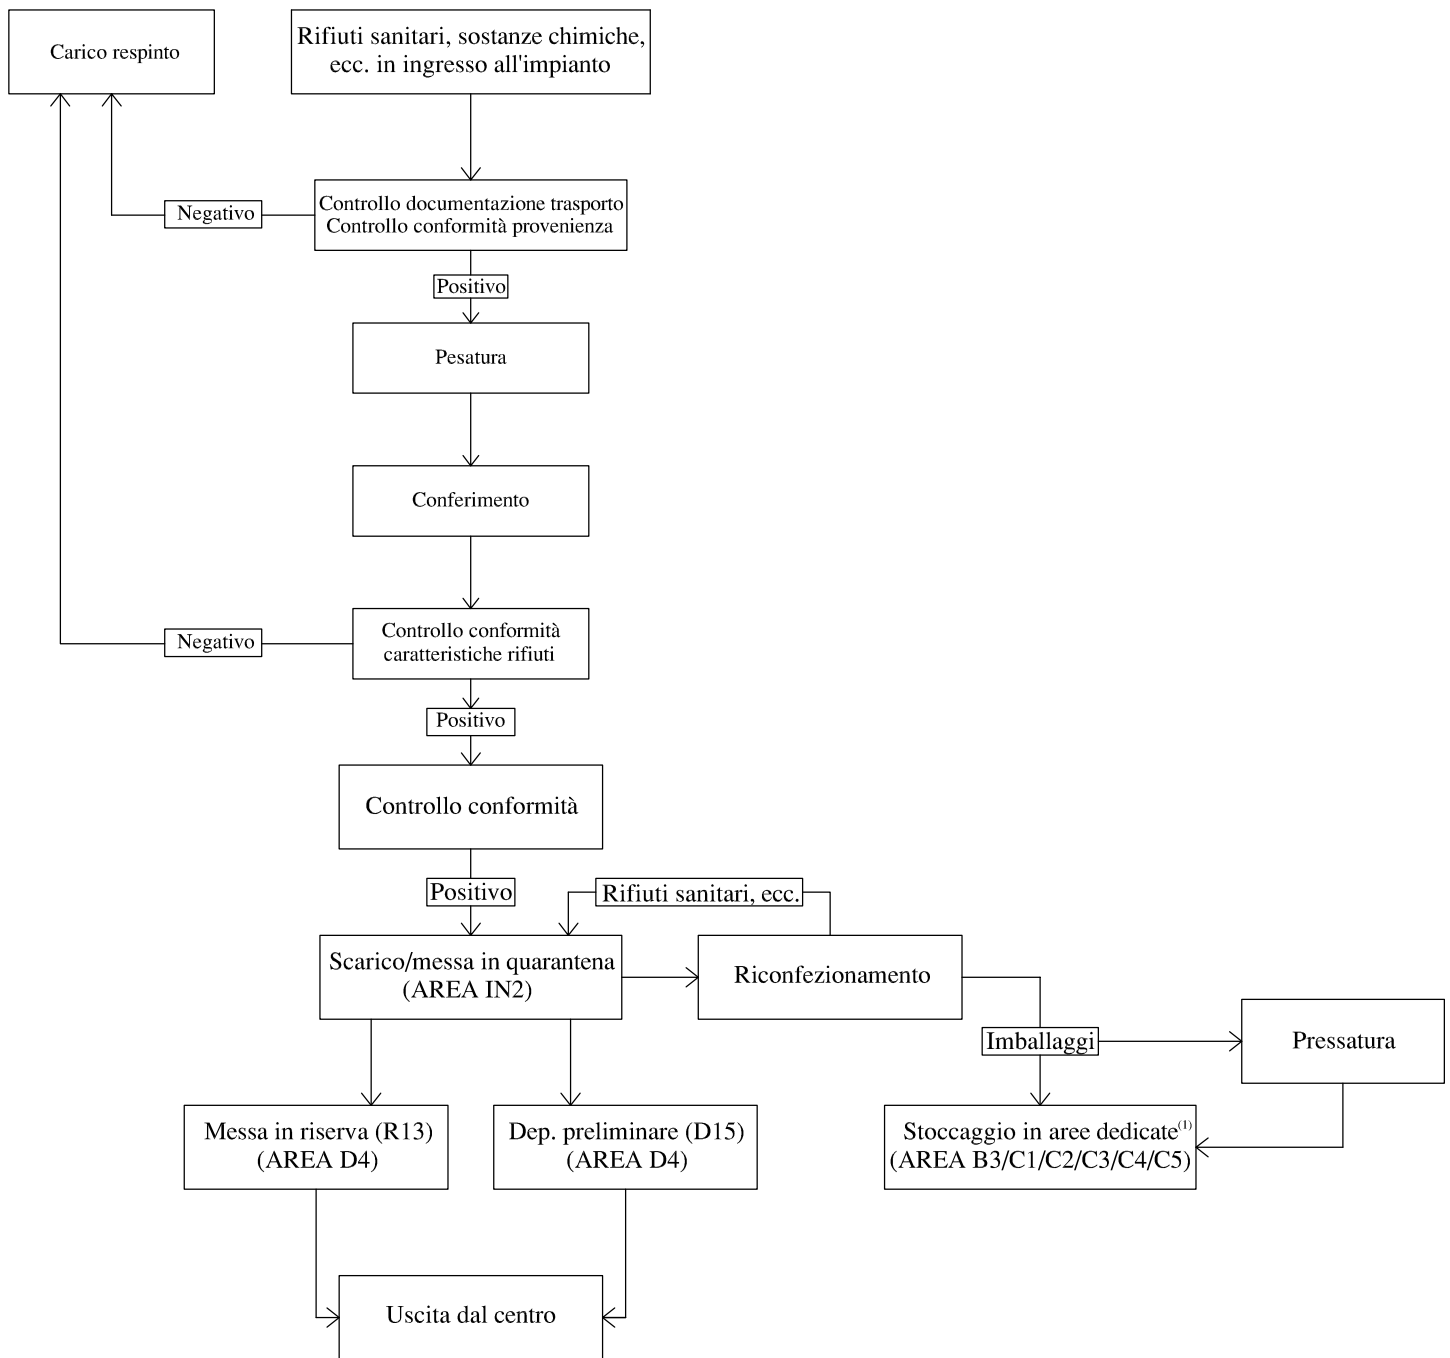 Carico respinto
Rifiuti sanitari, sostanze chimiche,
ecc. in ingresso all'impianto
Controllo documentazione trasporto
Controllo conformità provenienza
Negativo
Positivo
Pesatura
Conferimento
Controllo conformità
caratteristiche rifiuti
Negativo
Positivo
Controllo conformità
Positivo
Rifiuti sanitari, ecc.
Scarico/messa in quarantena
(AREA IN2)
Riconfezionamento
Imballaggi
Pressatura
Messa in riserva (R13)
(AREA D4)
Dep. preliminare (D15)
(AREA D4)
Stoccaggio in aree dedicate(1)
(AREA B3/C1/C2/C3/C4/C5)
Uscita dal centro